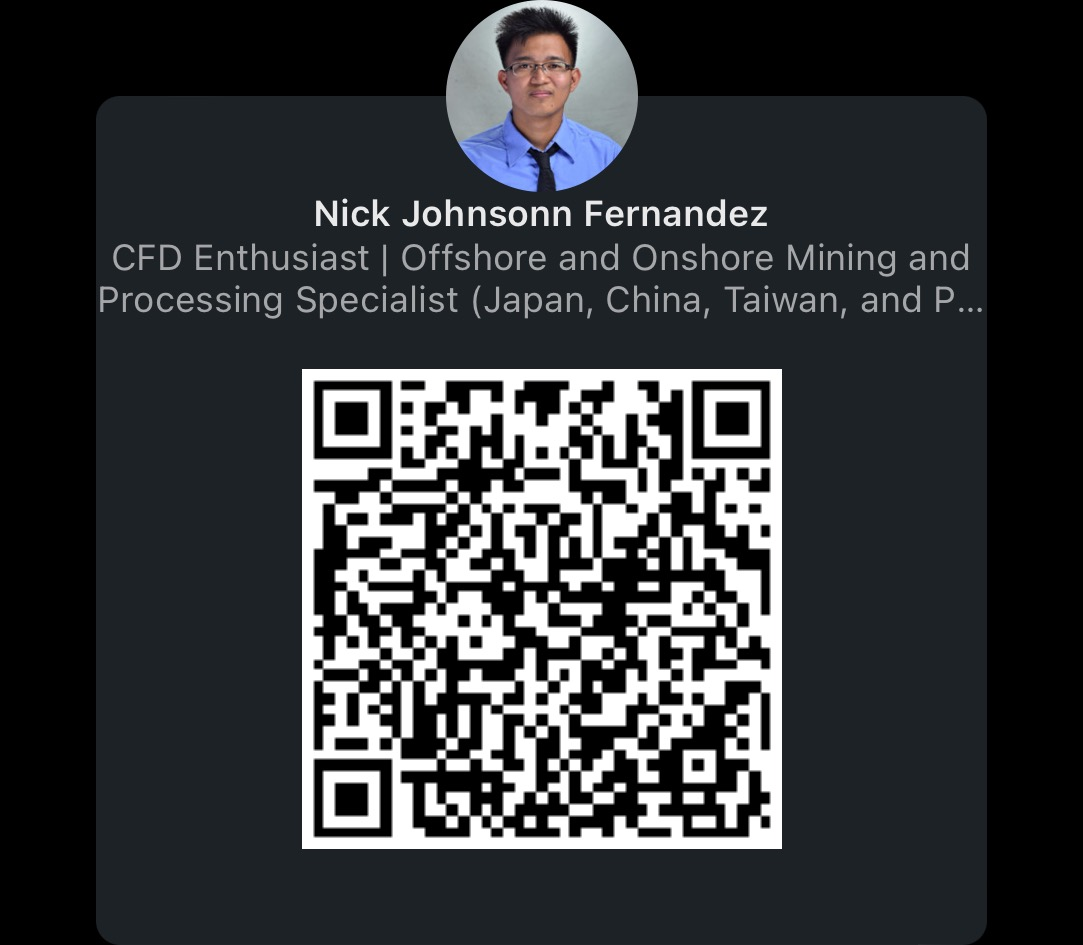 Nick Johnsonn Fernandez
CFD Enthusiast | Offshore and Onshore Mining and
Processing Specialist (Japan, China, Taiwan, and P...